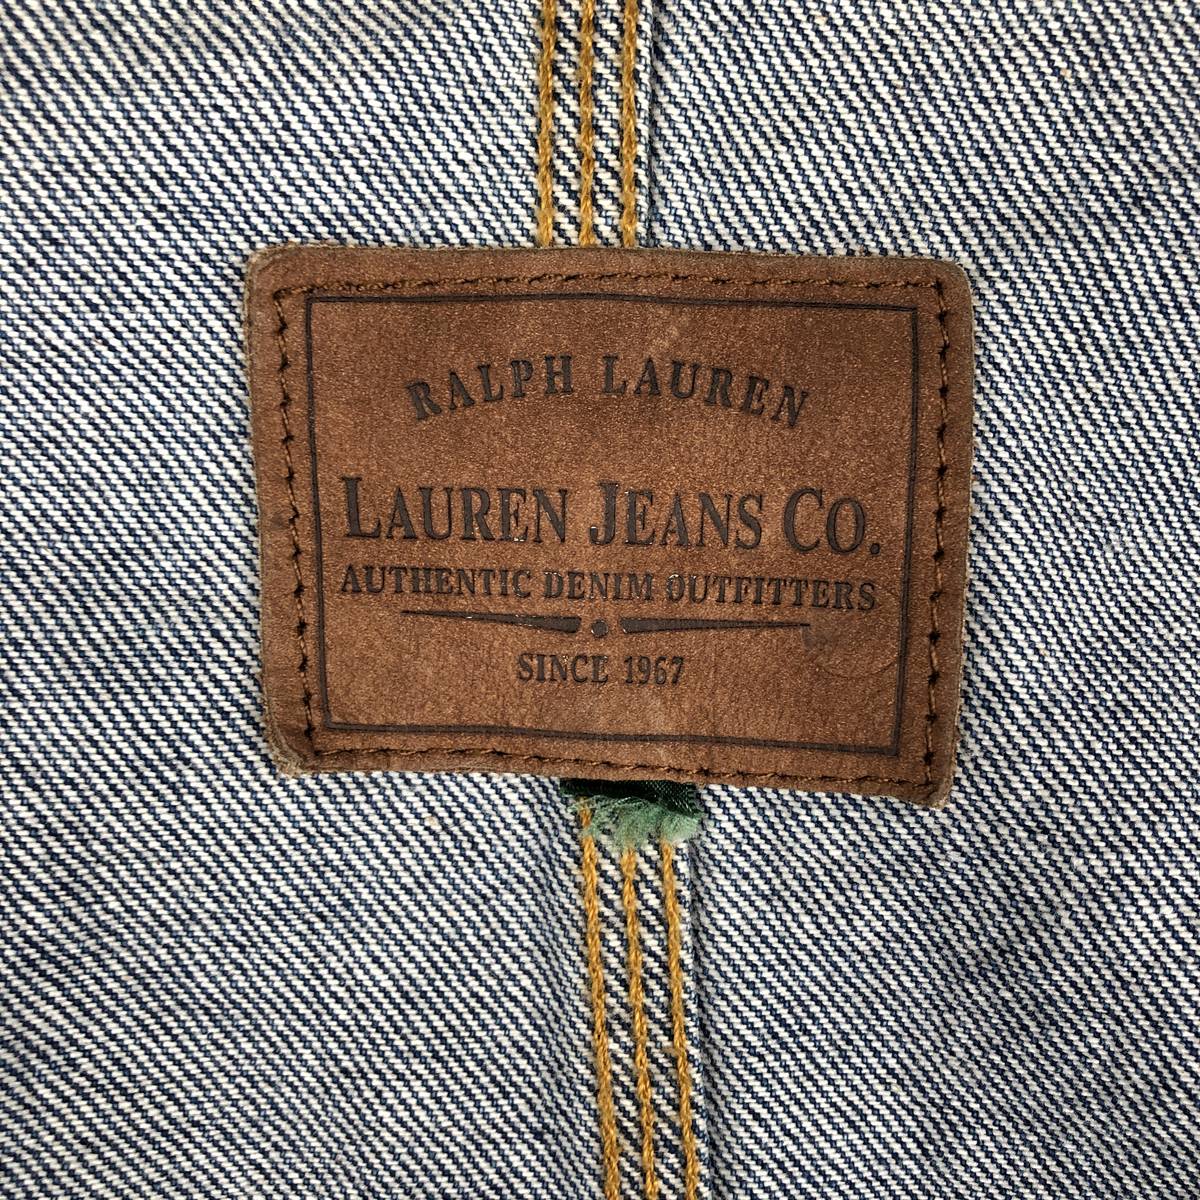 RALPH LAUREN
LAUREN JEANS CO.
AUTHENTIC DENIM OUTFITTERS
SINCE 1967